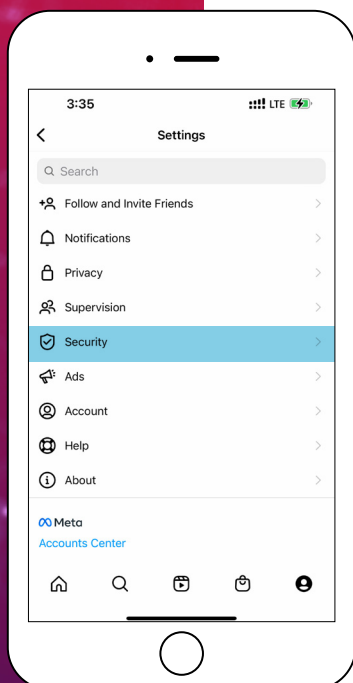 3:35 LTE
Settings
Search
Follow and Invite Friends
Notifications
Privacy
Supervision
Security
Ads
Account
Help
About
Meta
Accounts Center